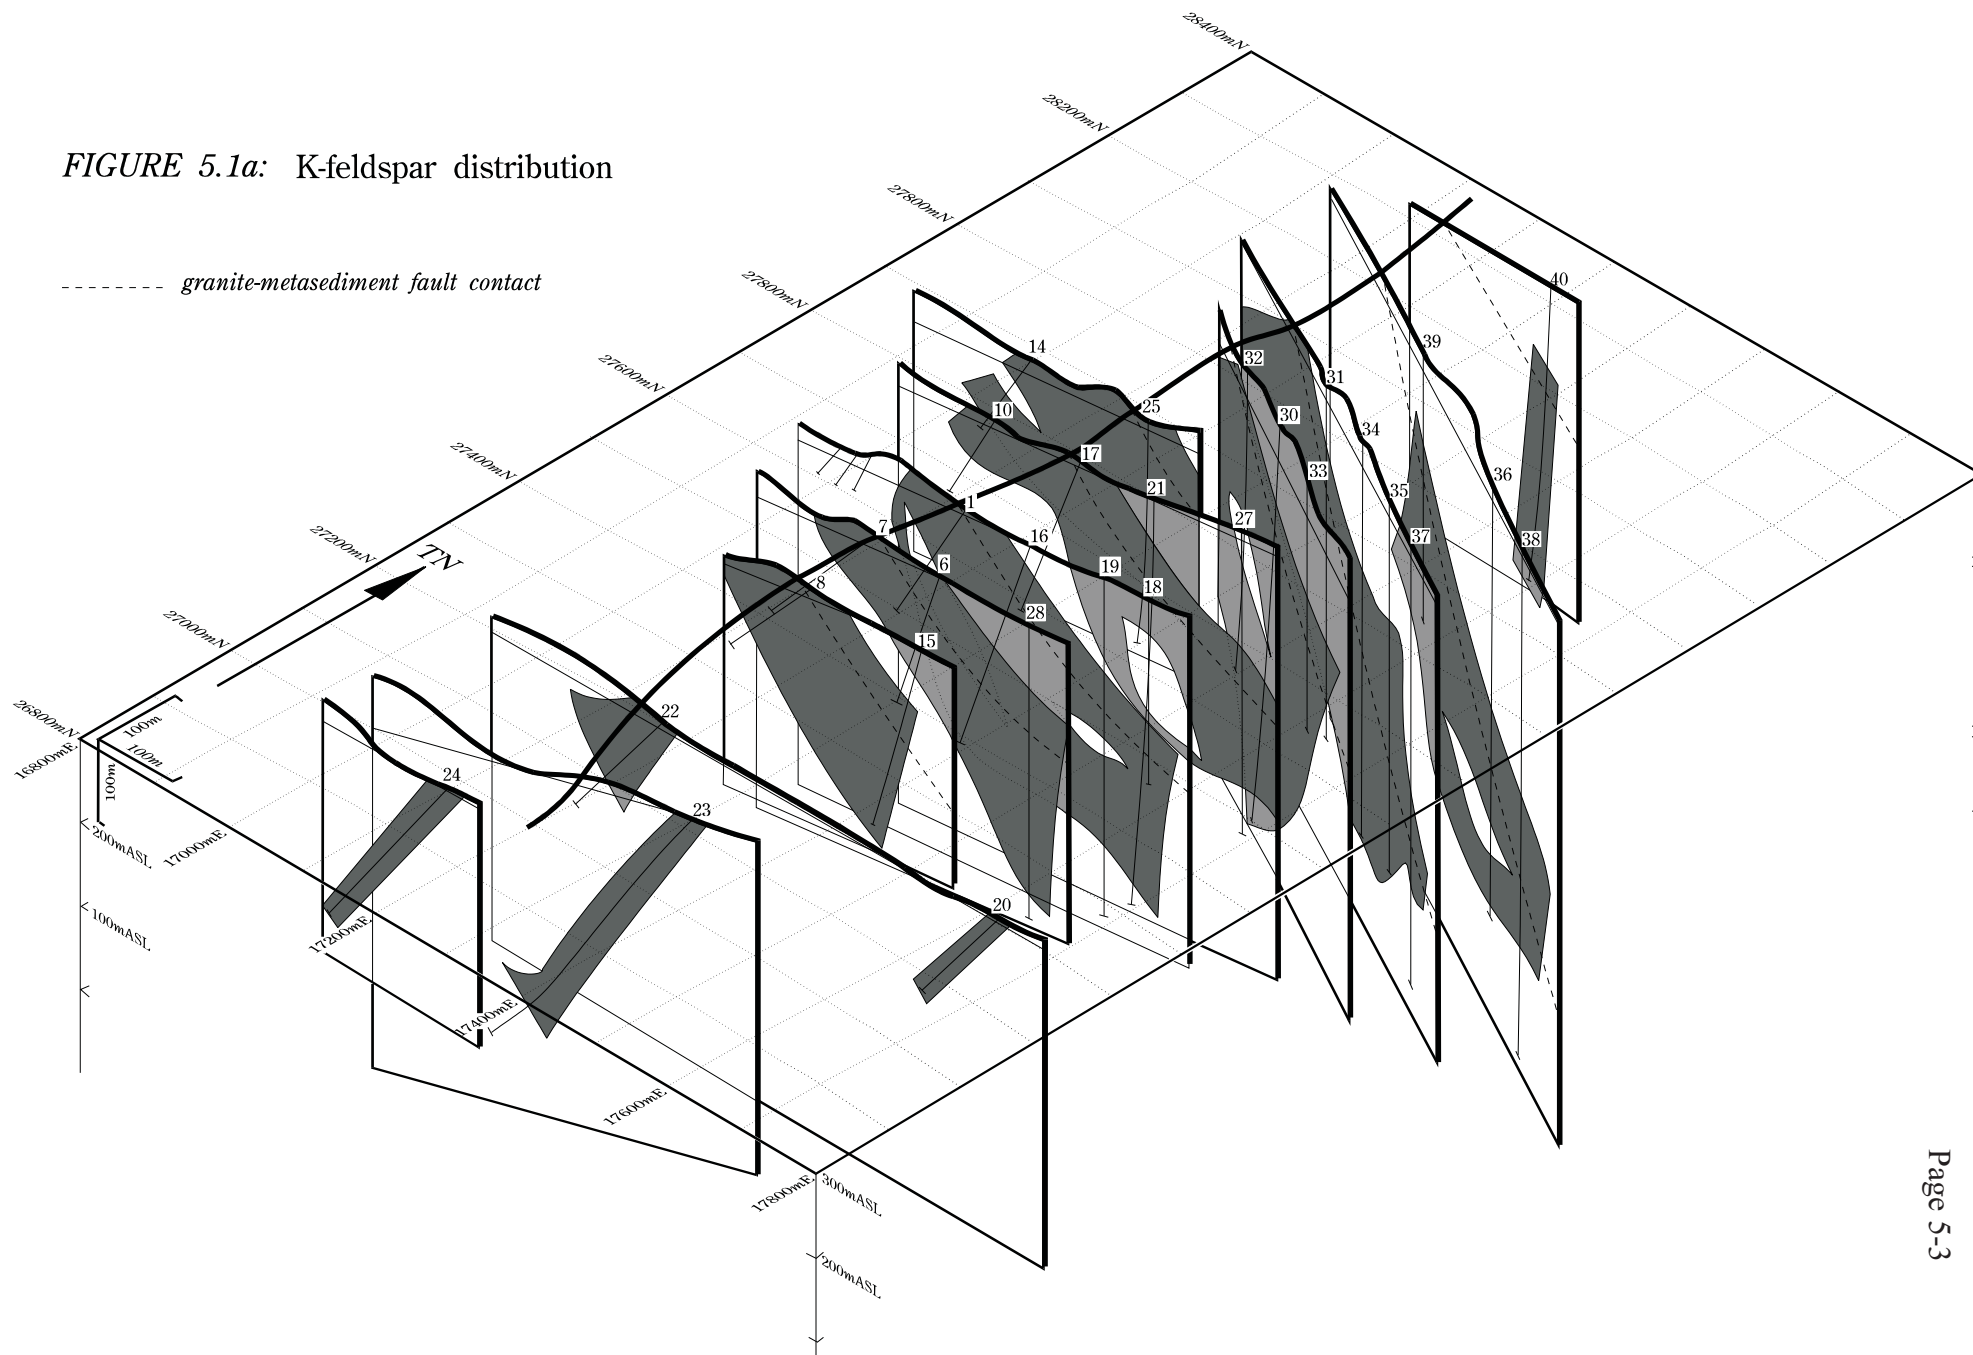 28400mN
28200mN
27800mN
FIGURE 5.1a: K-feldspar distribution
granite-metasediment fault contact
27800mN
27600mN
27400mN
27200mN
TN
27000mN
26800mN
16800mE
100m
100m
100m
200mASL
100mASL
17000mE
17200mE
17400mE
17600mE
17800mE
300mASL
200mASL
40
39
14
32
31
25
10
30
34
17
33
36
21
35
1
27
7
16
37
38
6
19
8
18
28
15
22
24
23
20
Page 5-3